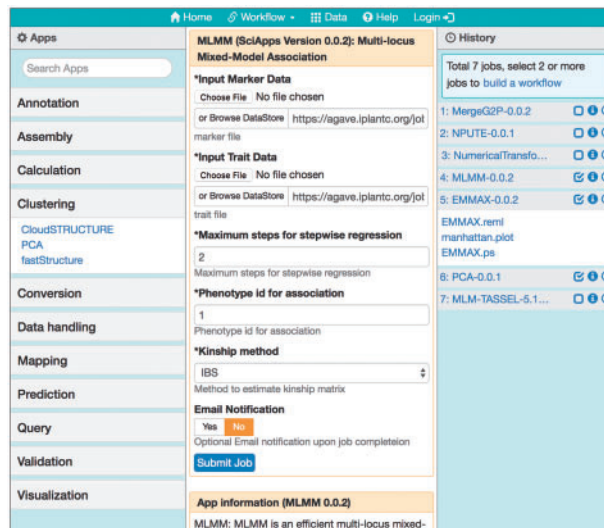 Home Workflow Data Help Login
Apps
Search Apps
Annotation
Assembly
Calculation
Clustering
CloudSTRUCTURE
PCA
fastStructure
Conversion
Data handling
Mapping
Prediction
Query
Validation
Visualization
MLMM (SciApps Version 0.0.2): Multi-locus
Mixed-Model Association
*Input Marker Data
Choose File No file chosen
or Browse DataStore https://agave.iplantc.org/jot
marker file
*Input Trait Data
Choose File No file chosen
or Browse DataStore https://agave.iplantc.org/jot
trait file
*Maximum steps for stepwise regression
2
Maximum steps for stepwise regression
*Phenotype id for association
1
Phenotype id for association
*Kinship method
IBS
Method to estimate kinship matrix
Email Notification
Yes No
Optional Email notification upon job completeion
Submit Job
App information (MLMM 0.0.2)
MLMM: MLMM is an efficient multi-locus mixed-
History
Total 7 jobs, select 2 or more
jobs to build a workflow
1: MergeG2P-0.0.2
2: NPUTE-0.0.1
3: NumericalTransfo...
4: MLMM-0.0.2
5: EMMAX-0.0.2
EMMAX.reml
manhattan.plot
EMMAX.ps
6: PCA-0.0.1
7: MLM-TASSEL-5.1...